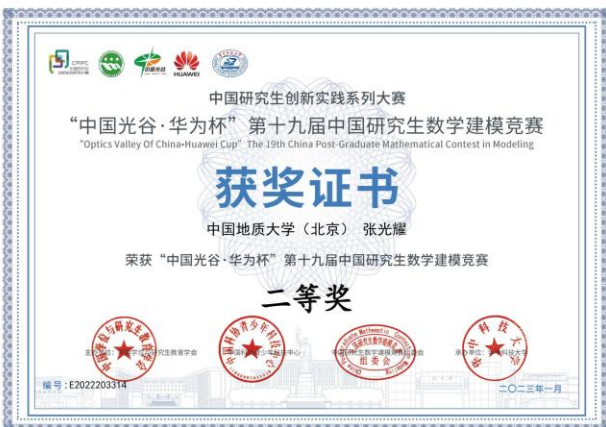 CPIPC
HUAWEI
中国研究生创新实践系列大赛
“中国光谷·华为杯”第十九届中国研究生数学建模竞赛
"Optics Valley Of China•Huawei Cup" The 19th China Post-Graduate Mathematical Contest in Modeling
获奖证书
中国地质大学（北京） 张光耀
荣获“中国光谷·华为杯”第十九届中国研究生数学建模竞赛
二等奖
编号：E2022203314
二〇二三年一月